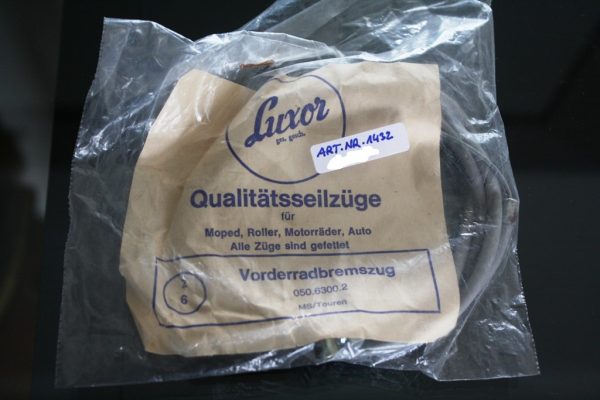 Luxor
ges. gesch.
ART.NR. 1432
Qualitätsseilzüge
für
Moped, Roller, Motorräder, Auto
Alle Züge sind gefettet
Vorderradbremszug
6
050.6300.2
MS/Touren